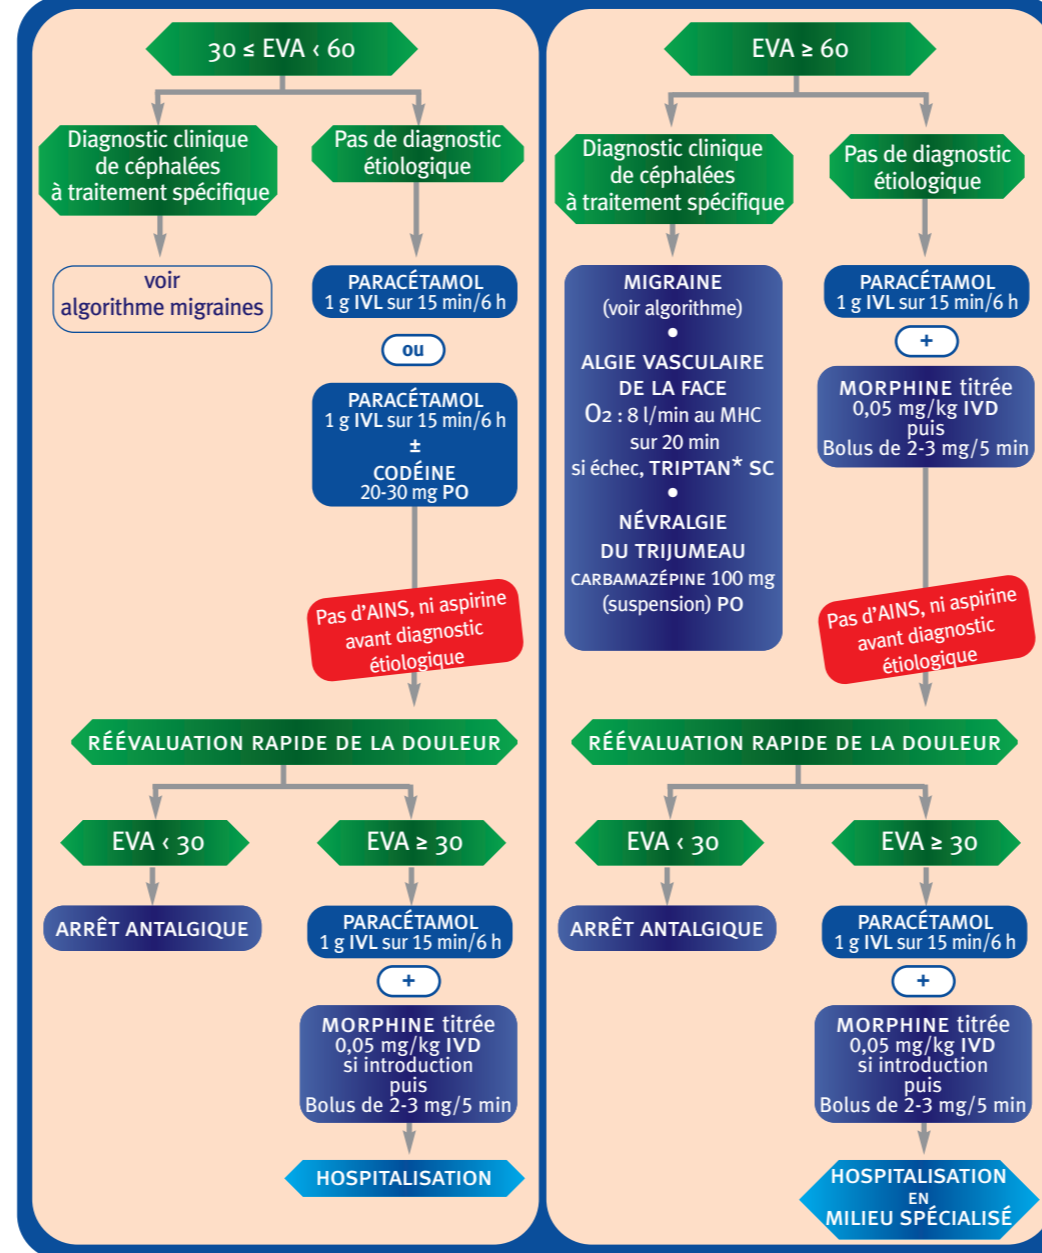 30 ≤ EVA < 60
Diagnostic clinique
de céphalées
à traitement spécifique
Pas de diagnostic
étiologique
voir
algorithme migraines
PARACÉTAMOL
1 g IVL sur 15 min/6 h
ou
PARACÉTAMOL
1 g IVL sur 15 min/6 h
±
CODÉINE
20-30 mg PO
Pas d'AINS, ni aspirine
avant diagnostic
étiologique
RÉÉVALUATION RAPIDE DE LA DOULEUR
EVA < 30
EVA ≥ 30
ARRÊT ANTALGIQUE
PARACÉTAMOL
1 g IVL sur 15 min/6 h
+
MORPHINE titrée
0,05 mg/kg IVD
si introduction
puis
Bolus de 2-3 mg/5 min
HOSPITALISATION
EVA ≥ 60
Diagnostic clinique
de céphalées
à traitement spécifique
Pas de diagnostic
étiologique
MIGRAINE
(voir algorithme)
•
ALGIE VASCULAIRE
DE LA FACE
O2 : 8 l/min au MHC
sur 20 min
si échec, TRIPTAN* SC
•
NÉVRALGIE
DU TRIJUMEAU
CARBAMAZÉPINE 100 mg
(suspension) PO
PARACÉTAMOL
1 g IVL sur 15 min/6 h
+
MORPHINE titrée
0,05 mg/kg IVD
puis
Bolus de 2-3 mg/5 min
Pas d'AINS, ni aspirine
avant diagnostic
étiologique
RÉÉVALUATION RAPIDE DE LA DOULEUR
EVA < 30
EVA ≥ 30
ARRÊT ANTALGIQUE
PARACÉTAMOL
1 g IVL sur 15 min/6 h
+
MORPHINE titrée
0,05 mg/kg IVD
si introduction
puis
Bolus de 2-3 mg/5 min
HOSPITALISATION
EN
MILIEU SPÉCIALISÉ